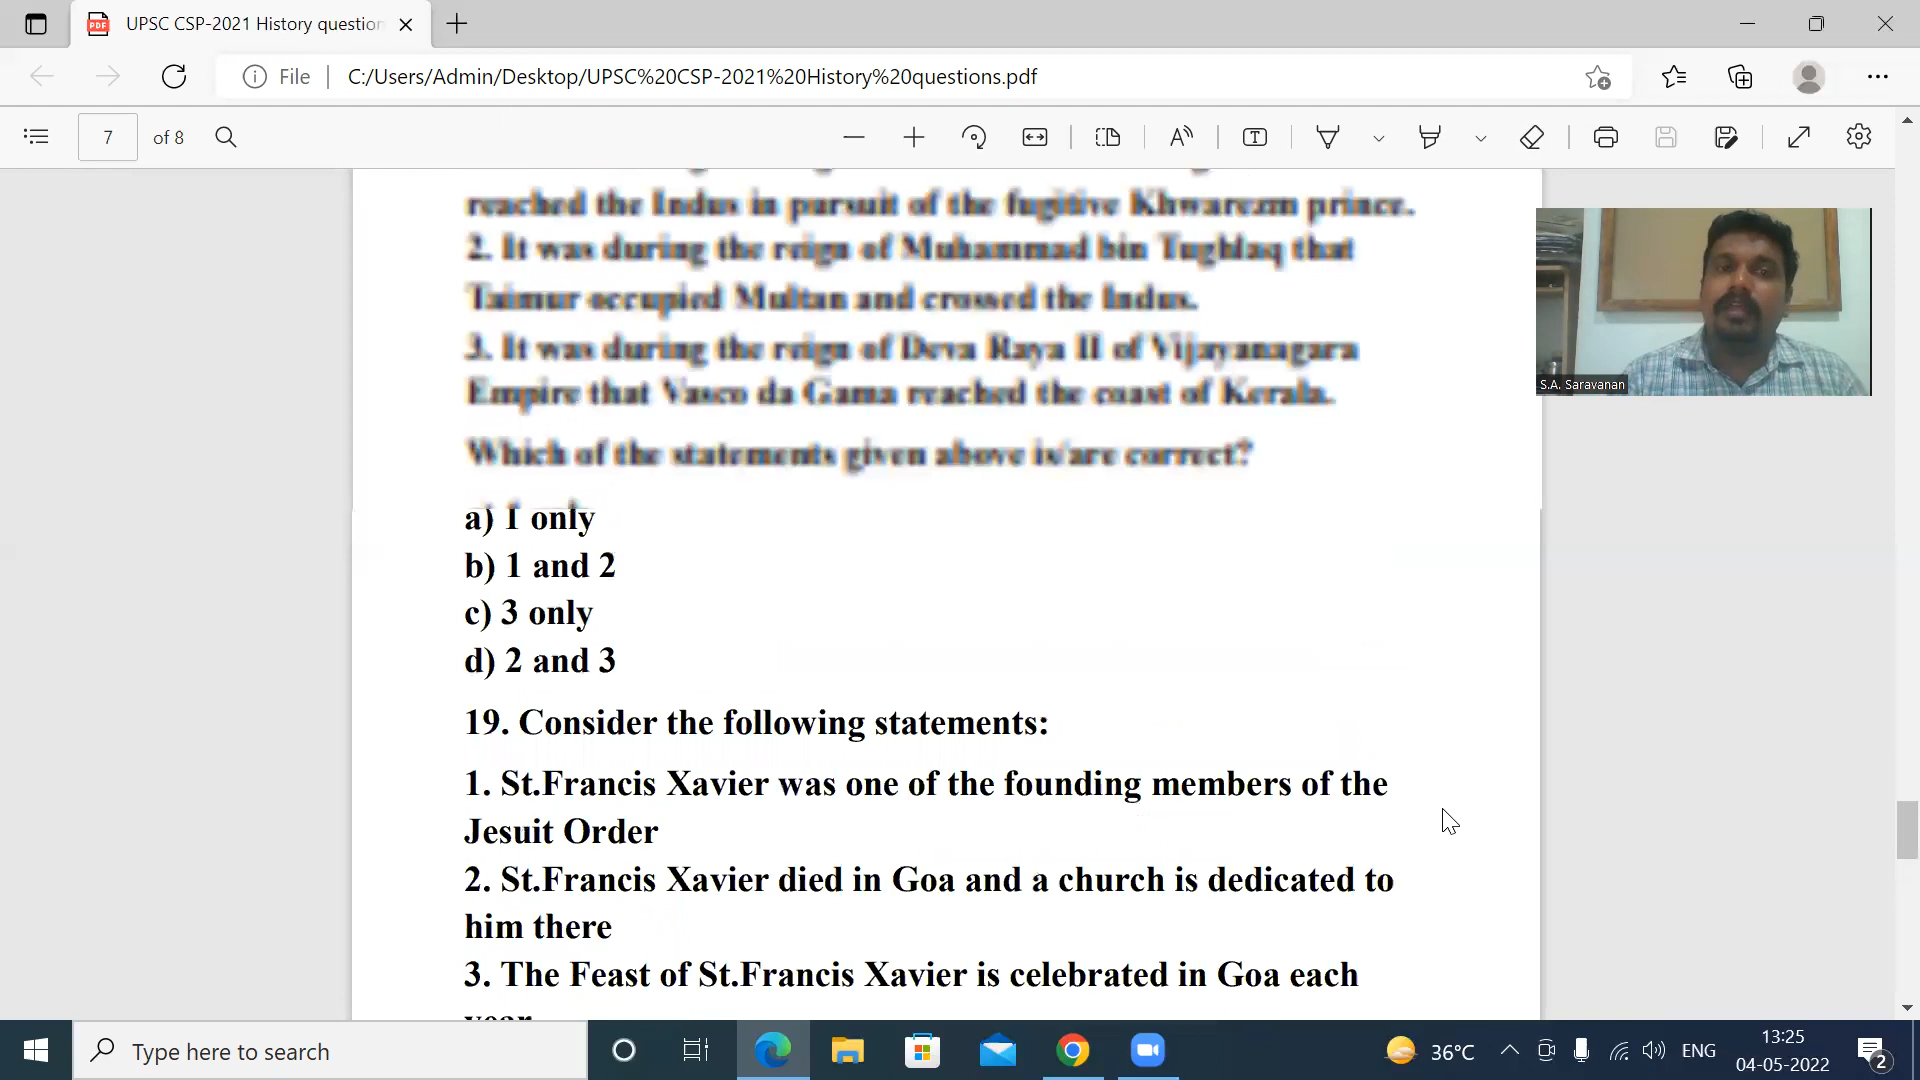 UPSC CSP-2021 History question
File
C:/Users/Admin/Desktop/UPSC%20CSP-2021%20History%20questions.pdf
7 of 8
reached the Indus in pursuit of the fugitive Khwarezm prince.
2. It was during the reign of Muhammad bin Tughlaq that
Taimur occupied Multan and crossed the Indus.
3. It was during the reign of Deva Raya II of Vijayanagara
Empire that Vasco da Gama reached the coast of Kerala.
Which of the statements given above is/are correct?
a) 1 only
b) 1 and 2
c) 3 only
d) 2 and 3
19. Consider the following statements:
1. St.Francis Xavier was one of the founding members of the
Jesuit Order
2. St.Francis Xavier died in Goa and a church is dedicated to
him there
3. The Feast of St.Francis Xavier is celebrated in Goa each
year
S.A. Saravanan
Type here to search
36°C
ENG
13:25
04-05-2022
2